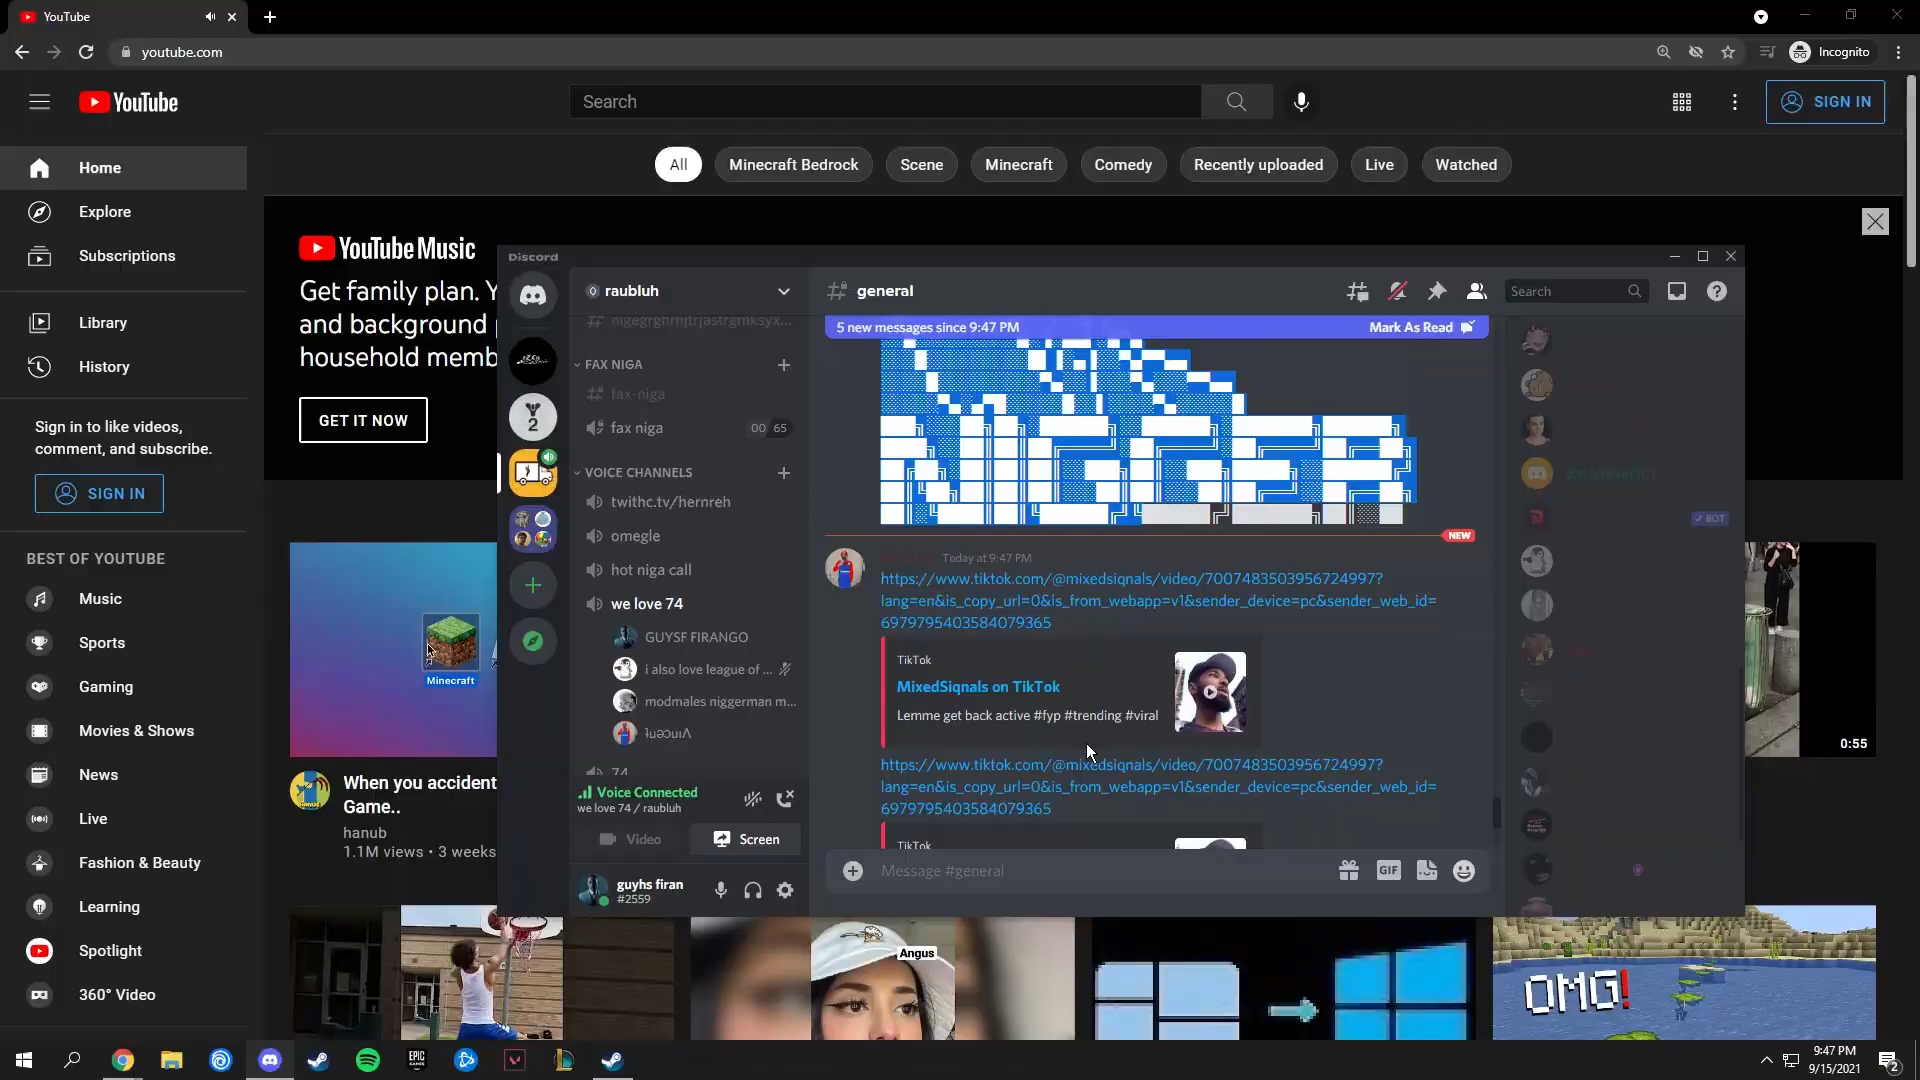 YouTube
youtube.com
Incognito
YouTube
Search
SIGN IN
All
Minecraft Bedrock
Scene
Minecraft
Comedy
Recently uploaded
Live
Watched
Home
Explore
Subscriptions
Library
History
Sign in to like videos,
comment, and subscribe.
SIGN IN
BEST OF YOUTUBE
Music
Sports
Gaming
Movies & Shows
News
Live
Fashion & Beauty
Learning
Spotlight
360° Video
YouTube Music
Get family plan. Y
and background
household memb
GET IT NOW
Minecraft
When you accident
Game..
hanub
1.1M views • 3 weeks
Discord
raubluh
FAX NIGA
fax-niga
fax niga
00 65
VOICE CHANNELS
twithc.tv/hernreh
omegle
hot niga call
we love 74
GUYSF FIRANGO
i also love league of ...
modmales niggerman m...
74
Voice Connected
we love 74 / raubluh
Video
Screen
guyhs firan
#2559
general
Search
5 new messages since 9:47 PM
Mark As Read
NIGGER
NEW
Today at 9:47 PM
https://www.tiktok.com/@mixedsiqnals/video/7007483503956724997?
lang=en&is_copy_url=0&is_from_webapp=v1&sender_device=pc&sender_web_id=
6979795403584079365
TikTok
MixedSiqnals on TikTok
Lemme get back active #fyp #trending #viral
https://www.tiktok.com/@mixedsiqnals/video/7007483503956724997?
lang=en&is_copy_url=0&is_from_webapp=v1&sender_device=pc&sender_web_id=
6979795403584079365
TikTok
Message #general
GIF
BOT
0:55
Angus
OMG!
EPIC
GAMES
9:47 PM
9/15/2021
2